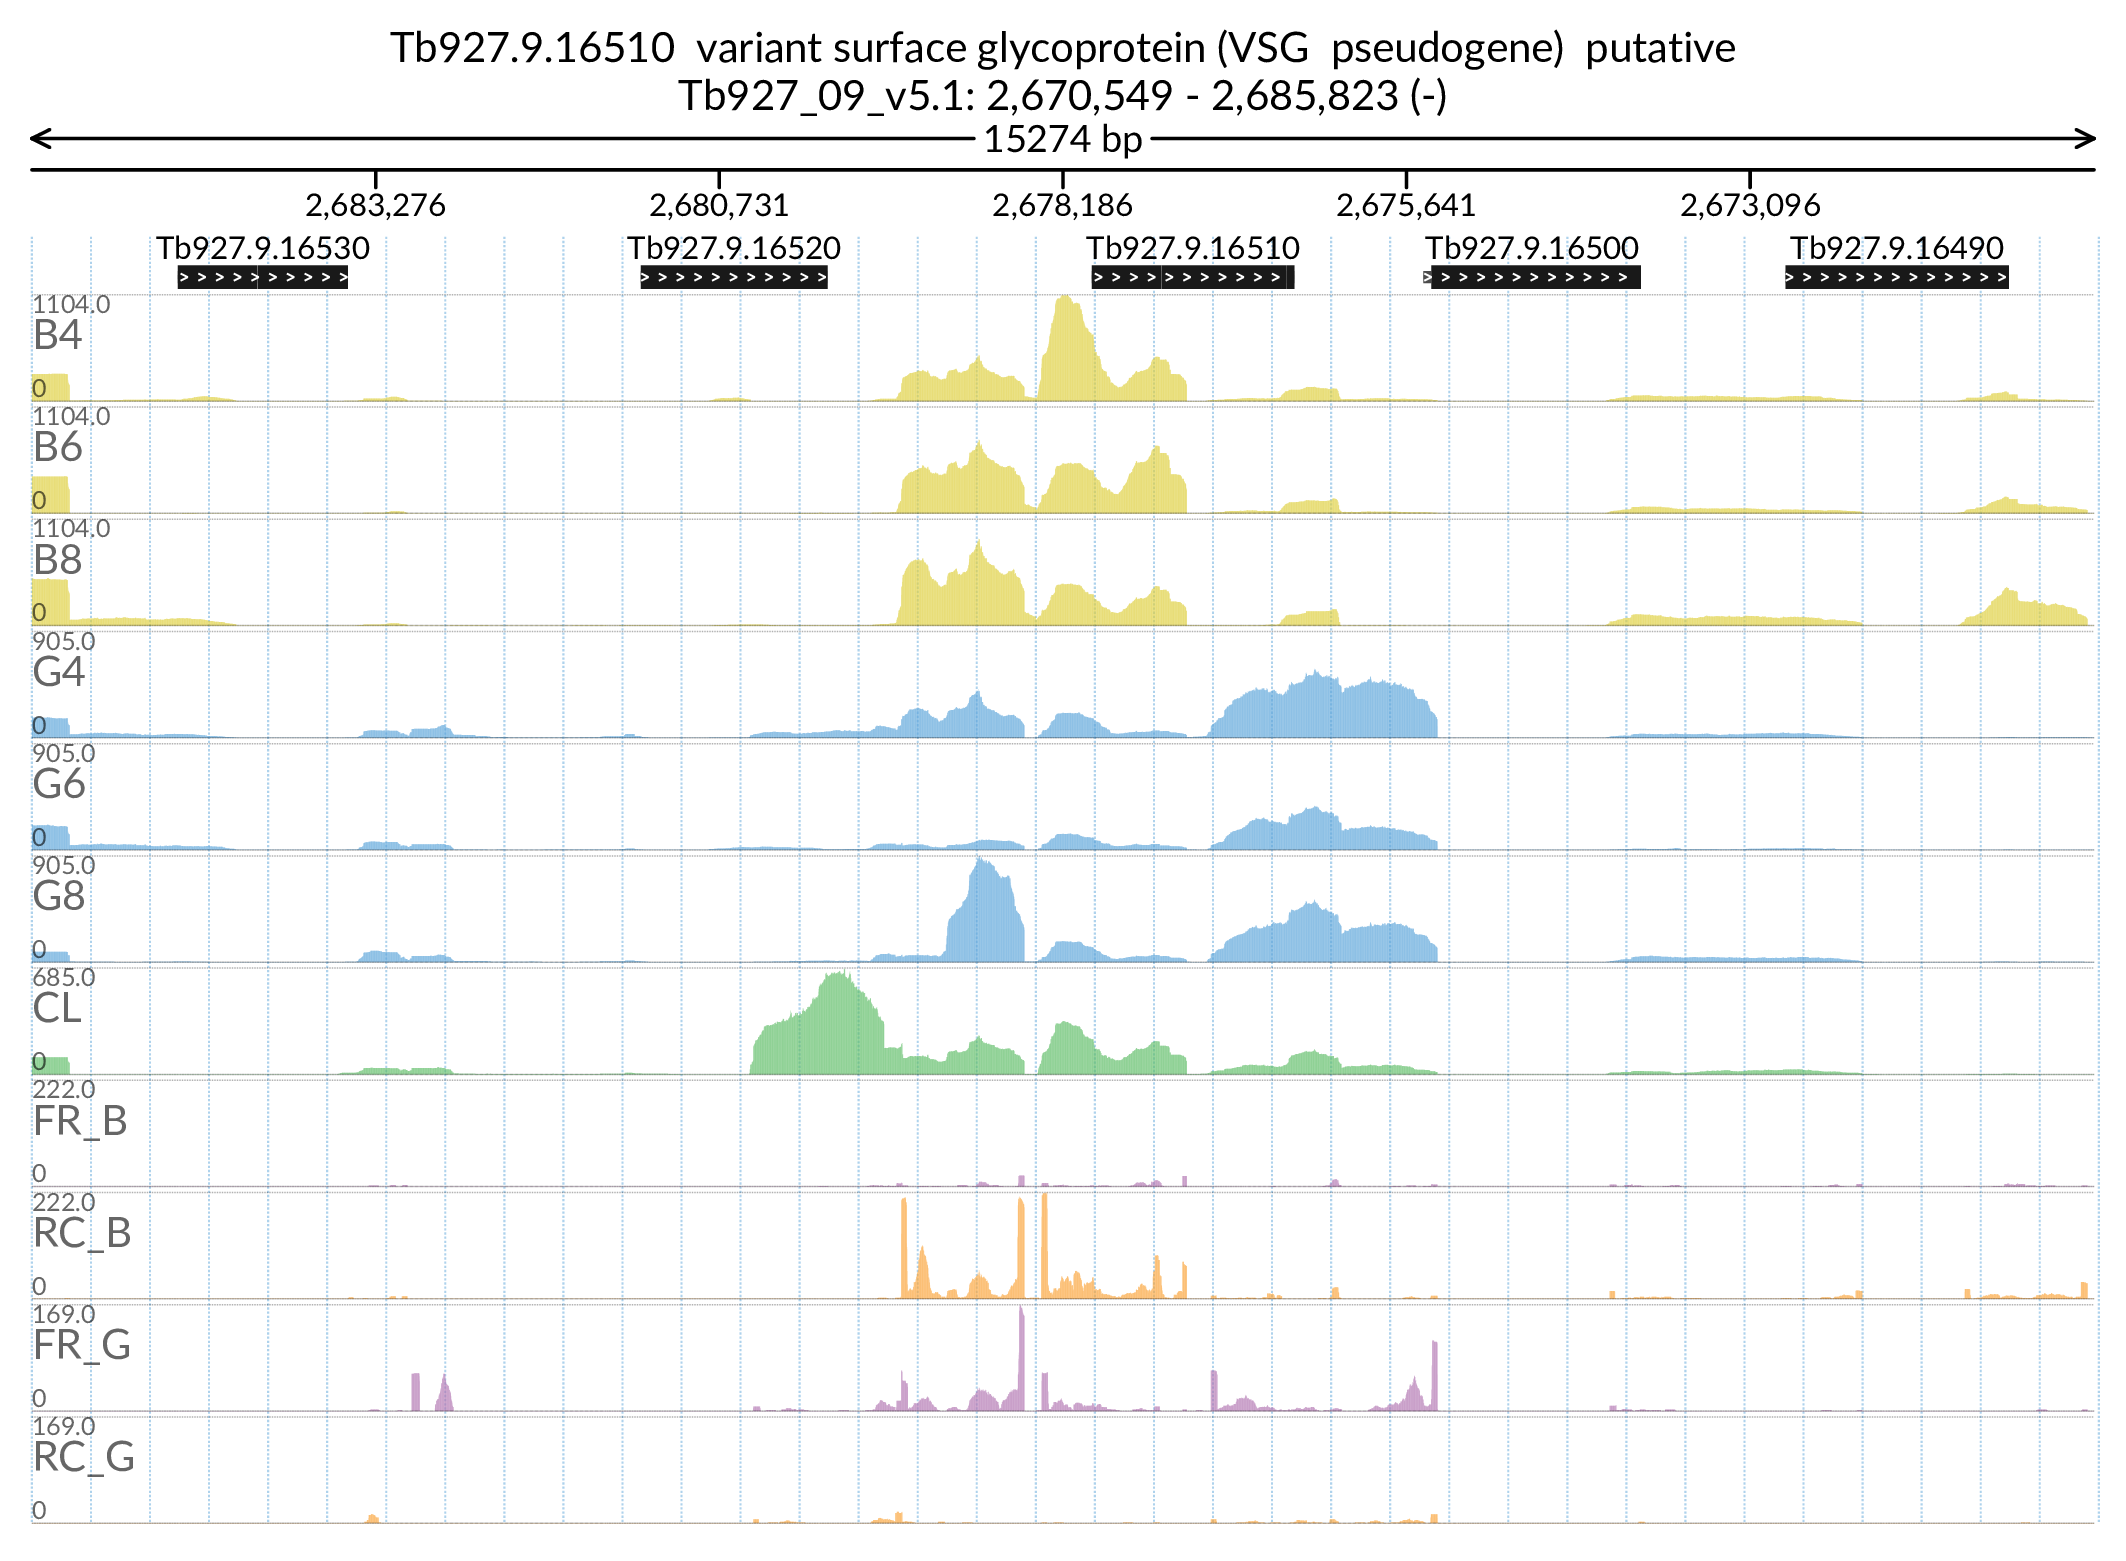 Tb927.9.16510 variant surface glycoprotein (VSG pseudogene) putative
Tb927_09_v5.1: 2,670,549 - 2,685,823 (-)
15274 bp
2,683,276 2,680,731 2,678,186 2,675,641 2,673,096
Tb927.9.16530 Tb927.9.16520 Tb927.9.16510 Tb927.9.16500 Tb927.9.16490
1104.0
B4
0
1104.0
B6
0
1104.0
B8
0
905.0
G4
0
905.0
G6
0
905.0
G8
0
685.0
CL
0
222.0
FR_B
0
222.0
RC_B
0
169.0
FR_G
0
169.0
RC_G
0